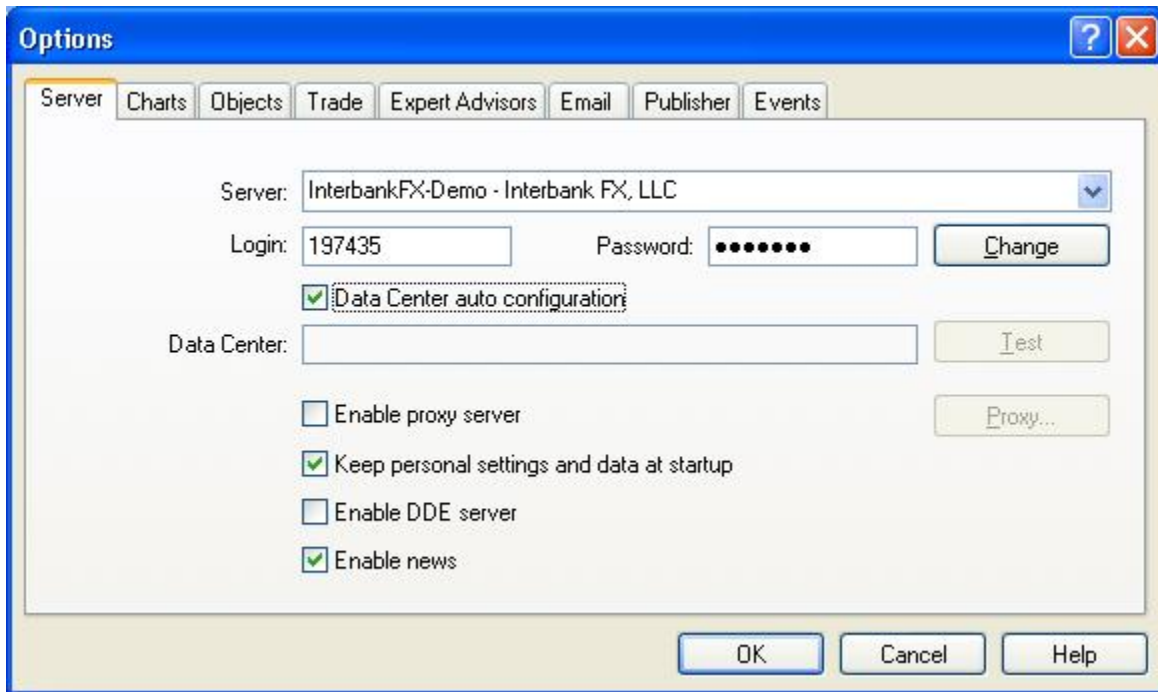 Options
Server Charts Objects Trade Expert Advisors Email Publisher Events
Server: InterbankFX-Demo - Interbank FX, LLC
Login: 197435 Password: ●●●●●●● Change
Data Center auto configuration
Data Center: Test
Enable proxy server Proxy...
Keep personal settings and data at startup
Enable DDE server
Enable news
OK Cancel Help